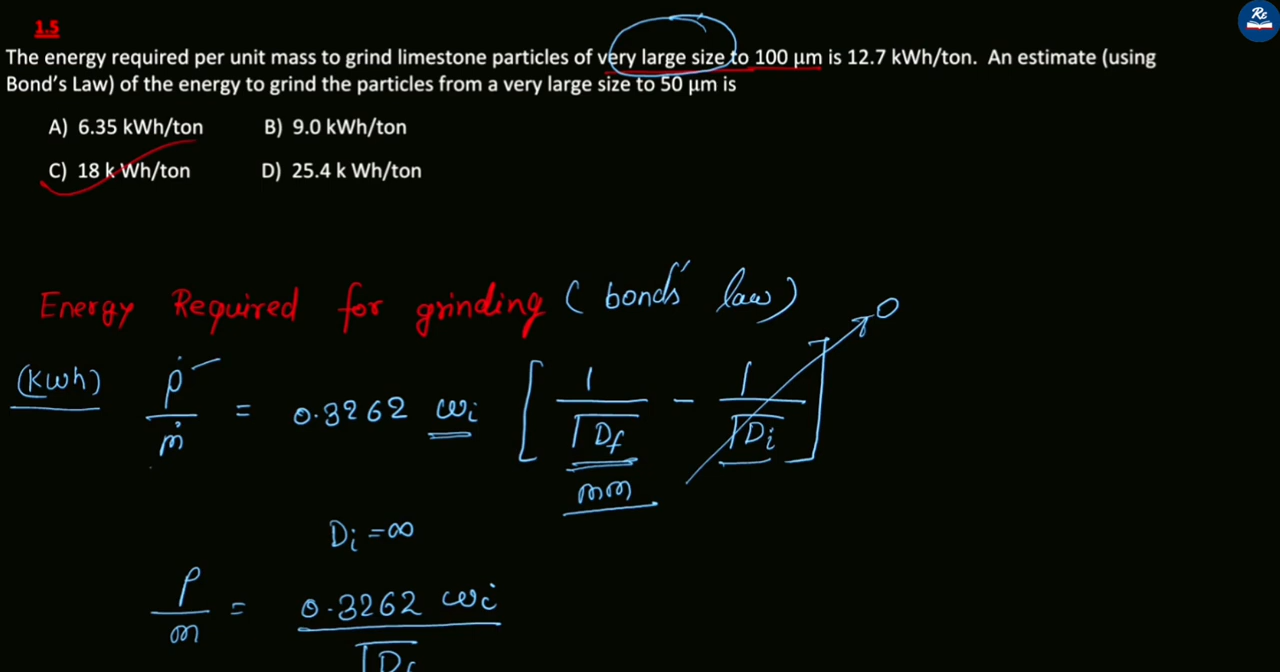 Re
1.5
The energy required per unit mass to grind limestone particles of very large size to 100 µm is 12.7 kWh/ton. An estimate (using
Bond's Law) of the energy to grind the particles from a very large size to 50 µm is
A) 6.35 kWh/ton B) 9.0 kWh/ton
C) 18 k Wh/ton D) 25.4 k Wh/ton
Energy Required for grinding (bonds' law)
(kwh) ṗ/ṁ = 0.3262 ωi [1/√Df - 1/√Di] 0
mm
Di = ∞
p/m = 0.3262 ωi/√Df